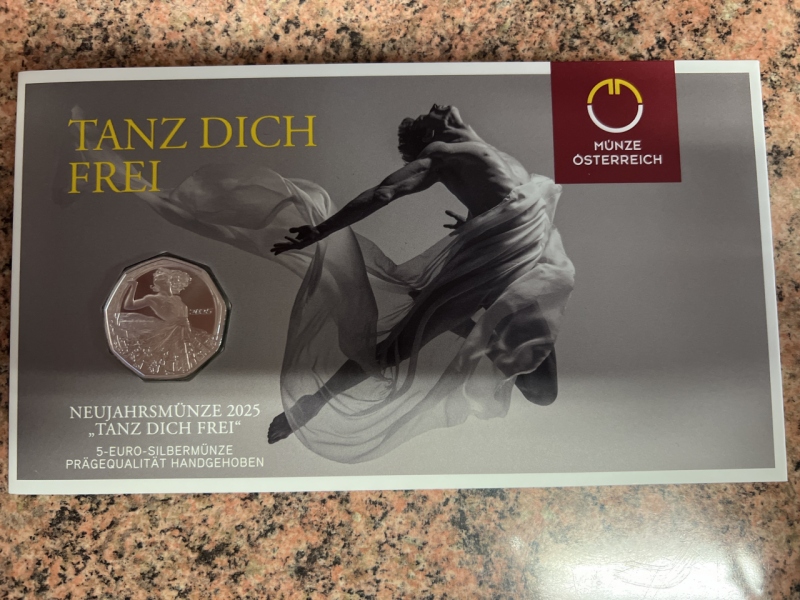 TANZ DICH
FREI
MÜNZE
ÖSTERREICH
NEUJAHRSMÜNZE 2025
„TANZ DICH FREI“
5-EURO-SILBERMÜNZE
PRÄGEQUALITÄT HANDGEHOBEN